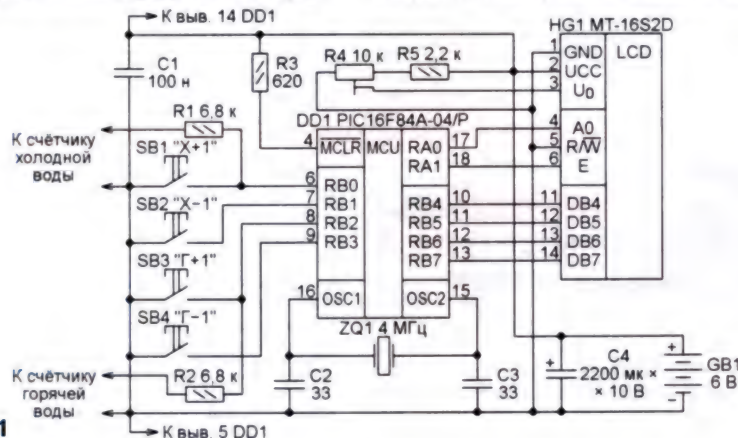 К выв. 14 DD1
C1
100 н
R3
620
R4 10 к
R5 2,2 к
HG1 MT-16S2D
1
2
3
4
5
6
11
12
13
14
GND
UCC
U0
A0
R/W
E
DB4
DB5
DB6
DB7
LCD
К счётчику
холодной
воды
R1 6,8 к
SB1 "Х+1"
SB2 "Х−1"
SB3 "Г+1"
SB4 "Г−1"
DD1 PIC16F84A-04/P
4
6
7
8
9
16
MCLR
RB0
RB1
RB2
RB3
OSC1
MCU
RA0
RA1
RB4
RB5
RB6
RB7
OSC2
17
18
10
11
12
13
15
ZQ1 4 МГц
C2
33
C3
33
C4
2200 мк ×
× 10 В
+
+
−
GB1
6 В
К счётчику
горячей
воды
R2 6,8 к
К выв. 5 DD1
1